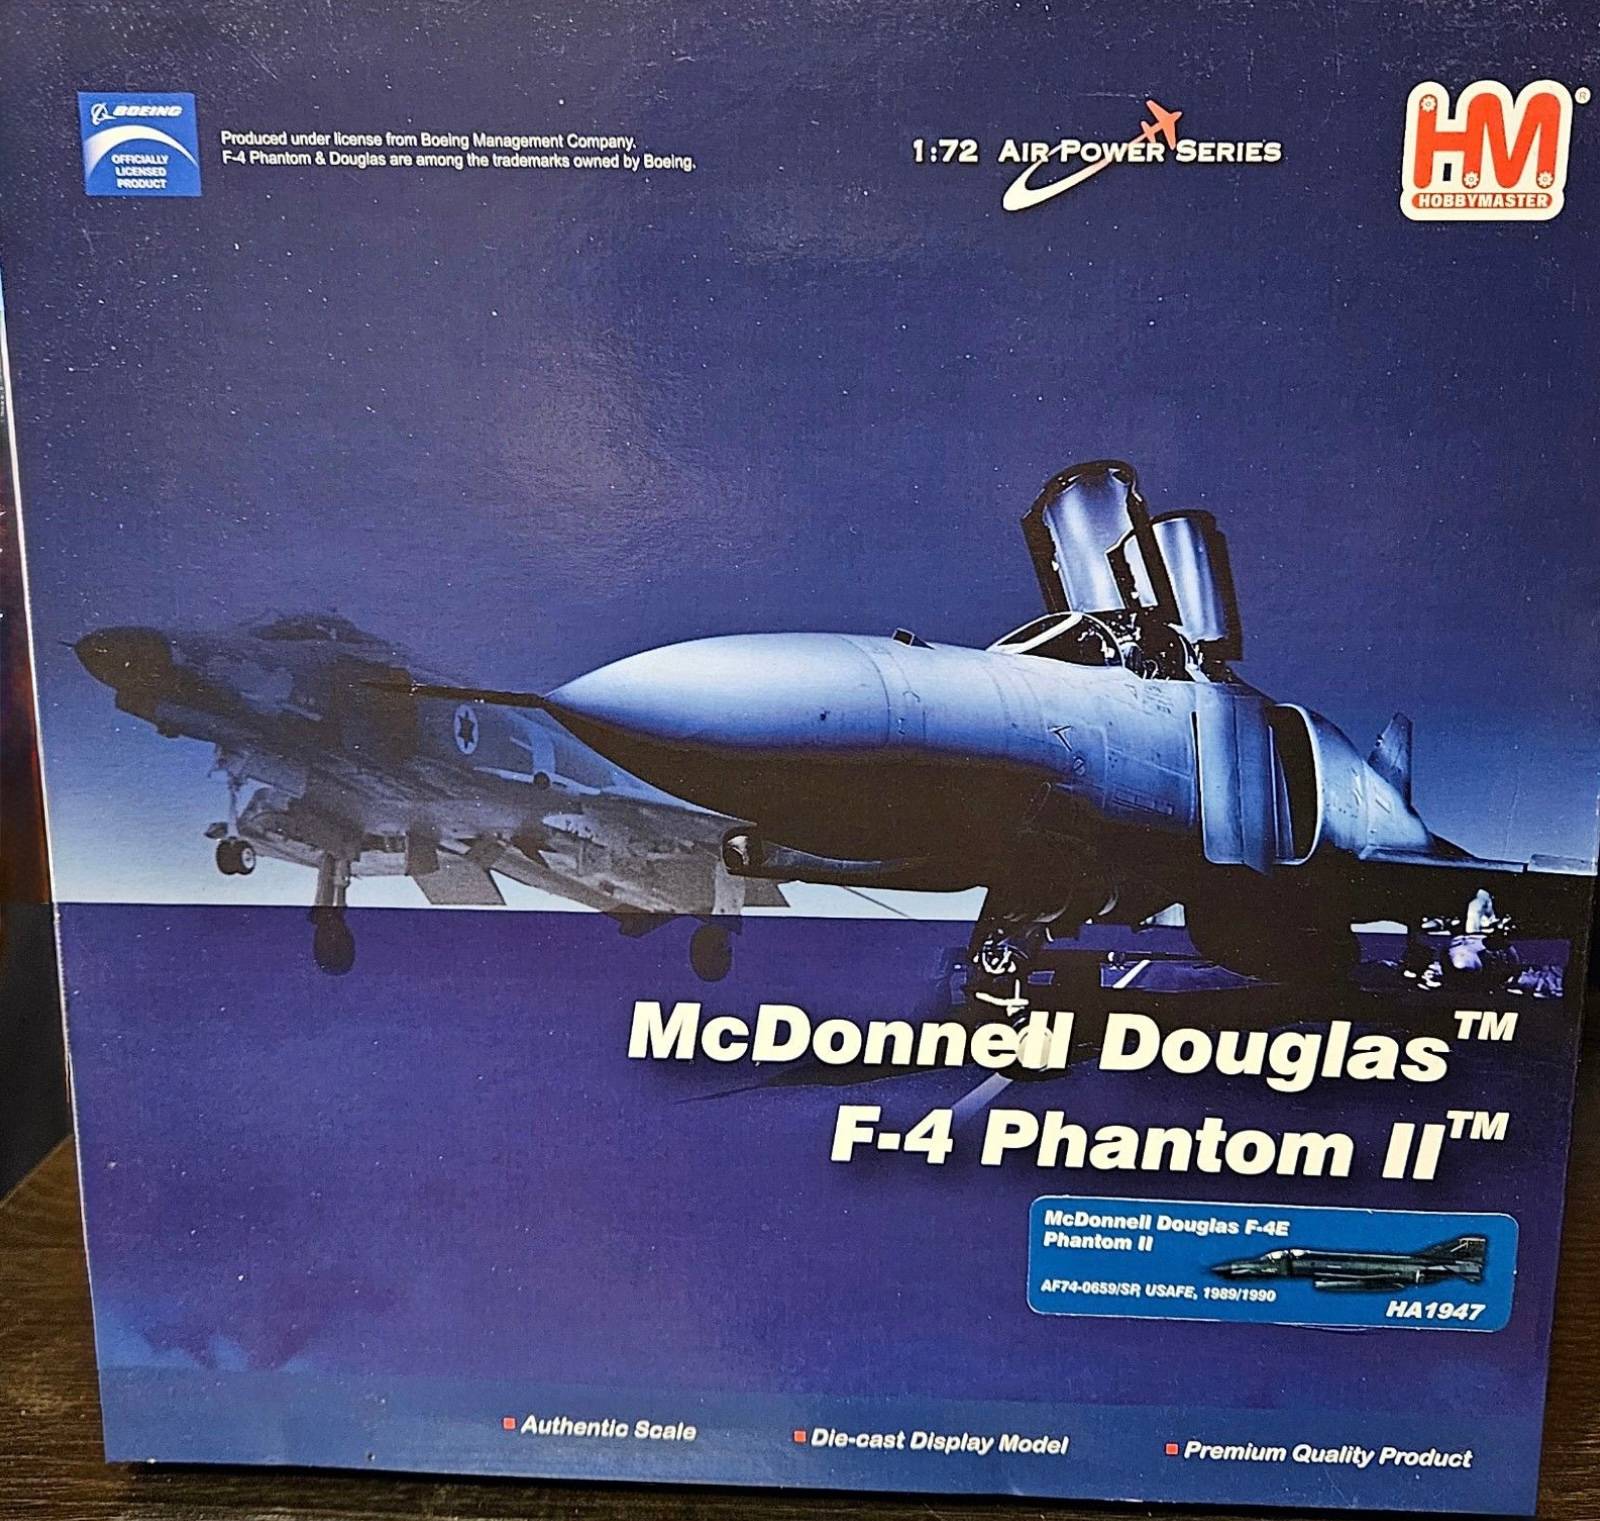 BOEING
OFFICIALLY
LICENSED
PRODUCT
Produced under license from Boeing Management Company.
F-4 Phantom & Douglas are among the trademarks owned by Boeing.
1:72 AIR POWER SERIES
HM®
HOBBYMASTER
McDonnell Douglas™
F-4 Phantom II™
McDonnell Douglas F-4E
Phantom II
AF74-0659/SP, USAFE, 1989/1990
HA1947
Authentic Scale
Die-cast Display Model
Premium Quality Product